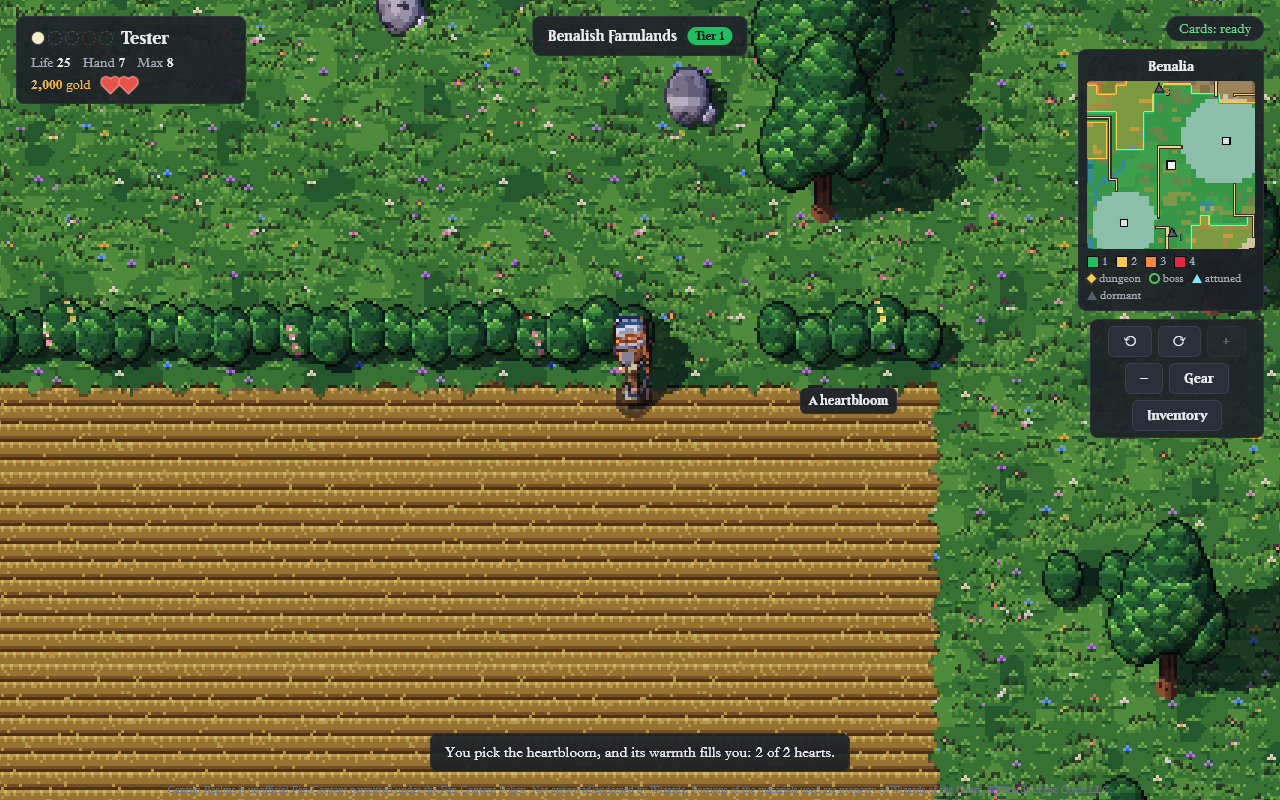 Tester
Life 25 Hand 7 Max 8
2,000 gold
Benalish Farmlands Tier 1
Cards: ready
Benalia
1 2 3 4
dungeon boss attuned
dormant
+
− Gear
Inventory
A heartbloom
You pick the heartbloom, and its warmth fills you: 2 of 2 hearts.